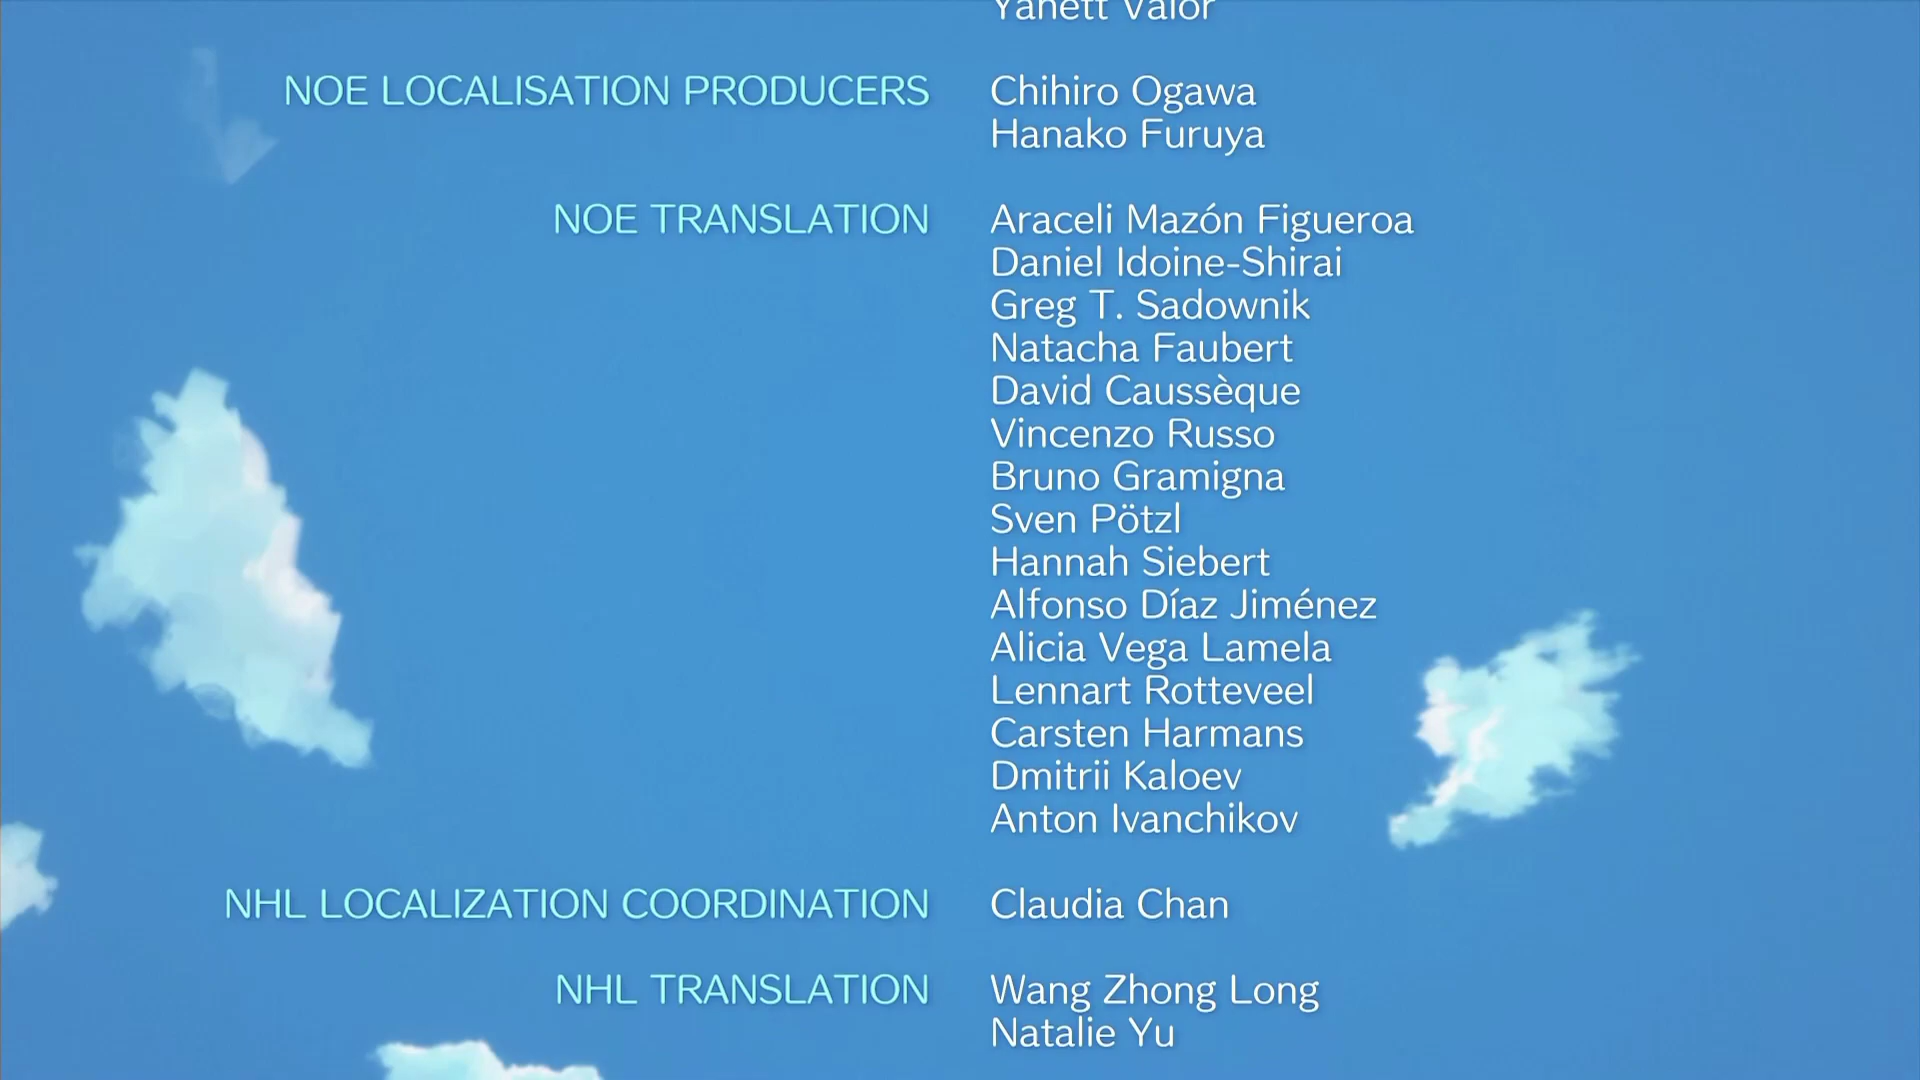 Yanett Valor
NOE LOCALISATION PRODUCERS Chihiro Ogawa
Hanako Furuya
NOE TRANSLATION Araceli Mazón Figueroa
Daniel Idoine-Shirai
Greg T. Sadownik
Natacha Faubert
David Caussèque
Vincenzo Russo
Bruno Gramigna
Sven Pötzl
Hannah Siebert
Alfonso Díaz Jiménez
Alicia Vega Lamela
Lennart Rotteveel
Carsten Harmans
Dmitrii Kaloev
Anton Ivanchikov
NHL LOCALIZATION COORDINATION Claudia Chan
NHL TRANSLATION Wang Zhong Long
Natalie Yu